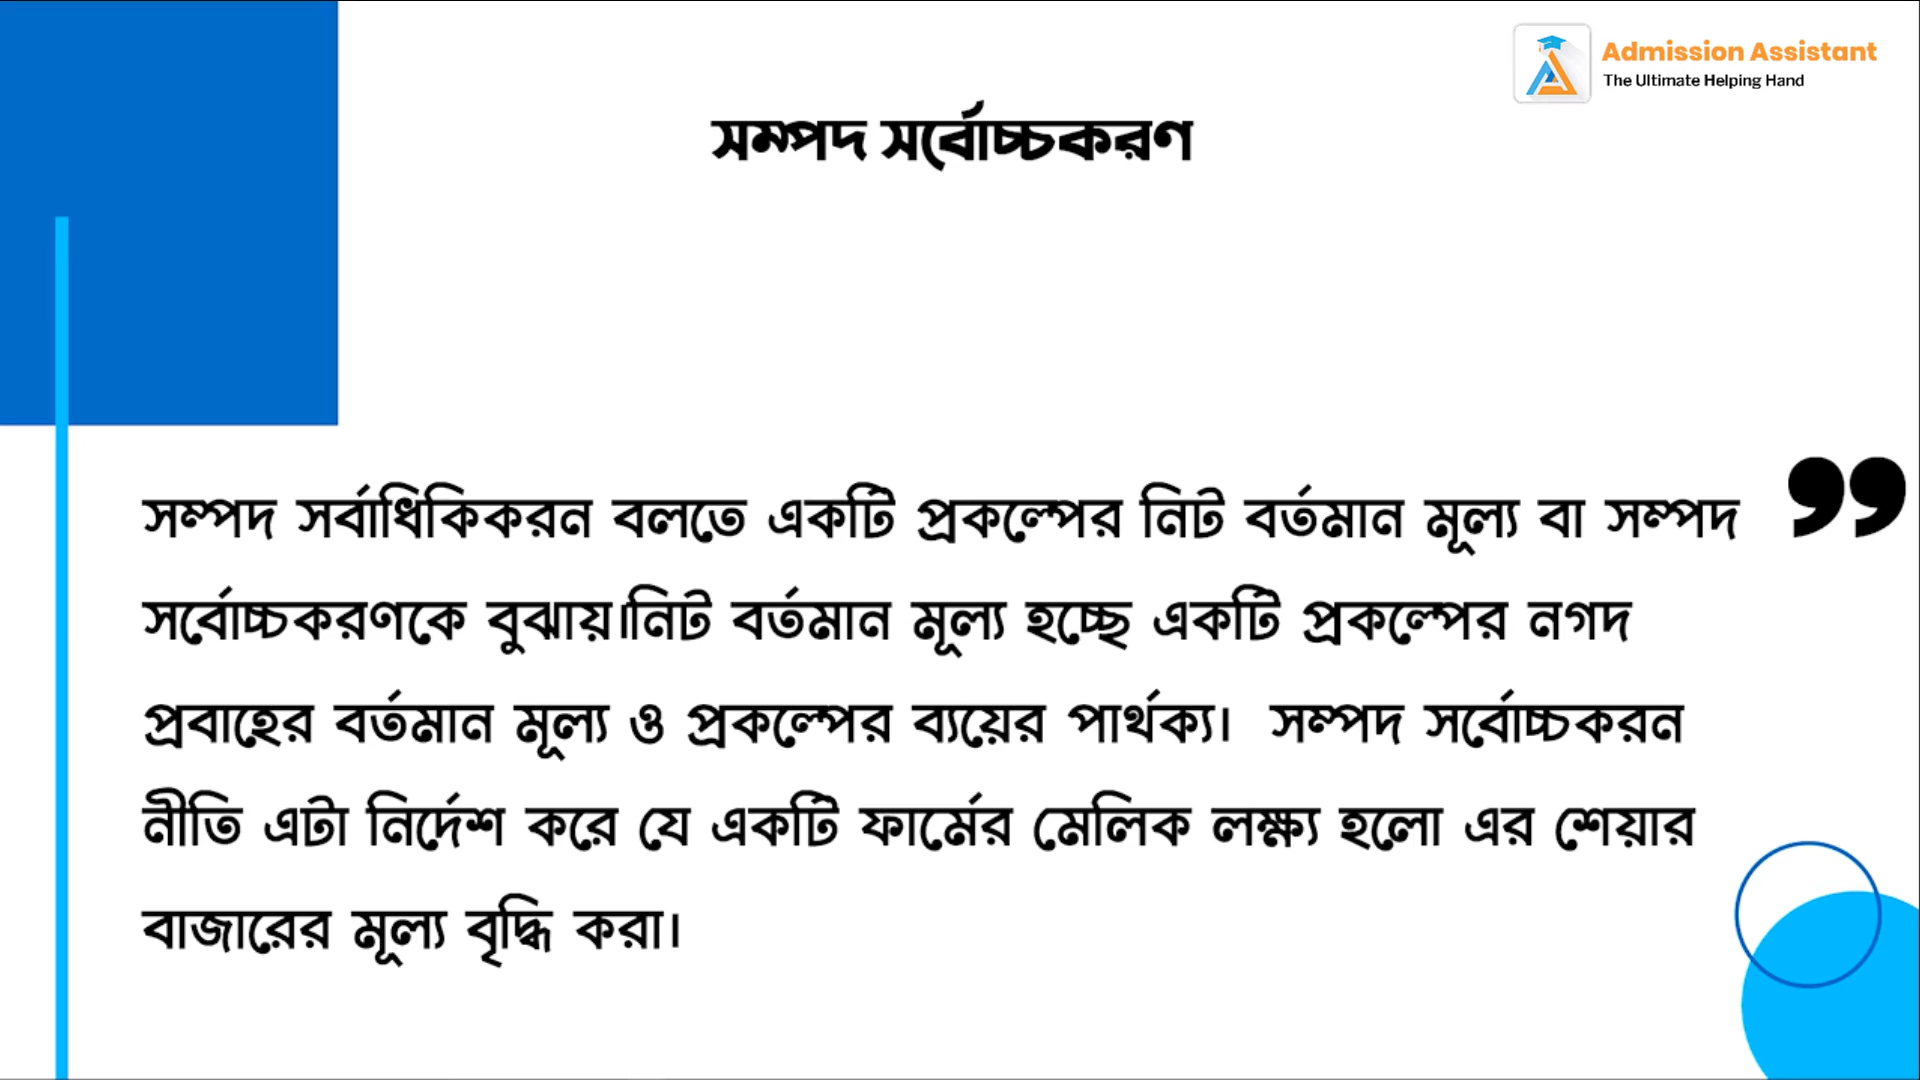 Admission Assistant
The Ultimate Helping Hand
সম্পদ সর্বোচ্চকরণ
সম্পদ সর্বাধিকিকরন বলতে একটি প্রকল্পের নিট বর্তমান মূল্য বা সম্পদ
সর্বোচ্চকরণকে বুঝায়।নিট বর্তমান মূল্য হচ্ছে একটি প্রকল্পের নগদ
প্রবাহের বর্তমান মূল্য ও প্রকল্পের ব্যয়ের পার্থক্য। সম্পদ সর্বোচ্চকরন
নীতি এটা নির্দেশ করে যে একটি ফার্মের মেলিক লক্ষ্য হলো এর শেয়ার
বাজারের মূল্য বৃদ্ধি করা।